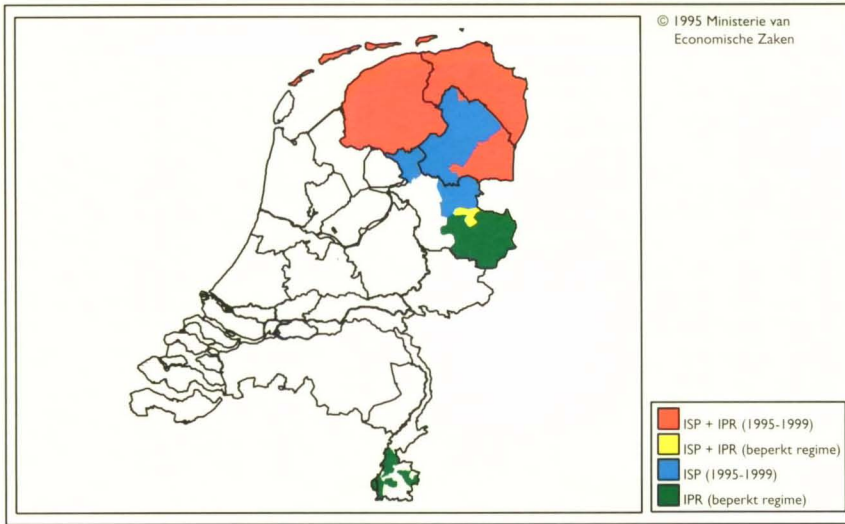 © 1995 Ministerie van
Economische Zaken
ISP + IPR (1995-1999)
ISP + IPR (beperkt regime)
ISP (1995-1999)
IPR (beperkt regime)